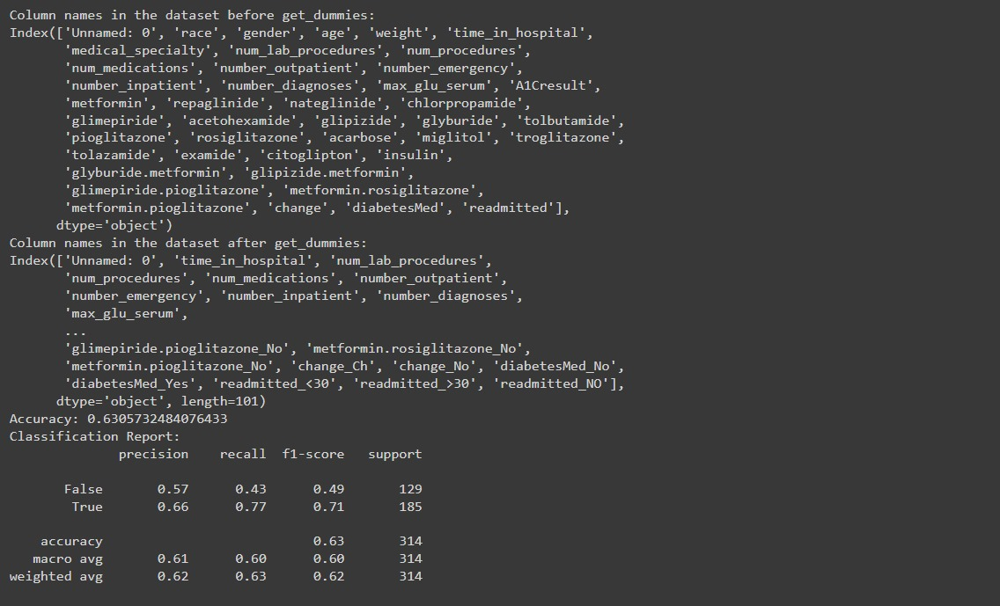 Column names in the dataset before get_dummies:
Index(['Unnamed: 0', 'race', 'gender', 'age', 'weight', 'time_in_hospital',
'medical_specialty', 'num_lab_procedures', 'num_procedures',
'num_medications', 'number_outpatient', 'number_emergency',
'number_inpatient', 'number_diagnoses', 'max_glu_serum', 'A1Cresult',
'metformin', 'repaglinide', 'nateglinide', 'chlorpropamide',
'glimepiride', 'acetohexamide', 'glipizide', 'glyburide', 'tolbutamide',
'pioglitazone', 'rosiglitazone', 'acarbose', 'miglitol', 'troglitazone',
'tolazamide', 'examide', 'citoglipton', 'insulin',
'glyburide.metformin', 'glipizide.metformin',
'glimepiride.pioglitazone', 'metformin.rosiglitazone',
'metformin.pioglitazone', 'change', 'diabetesMed', 'readmitted'],
dtype='object')
Column names in the dataset after get_dummies:
Index(['Unnamed: 0', 'time_in_hospital', 'num_lab_procedures',
'num_procedures', 'num_medications', 'number_outpatient',
'number_emergency', 'number_inpatient', 'number_diagnoses',
'max_glu_serum',
...
'glimepiride.pioglitazone_No', 'metformin.rosiglitazone_No',
'metformin.pioglitazone_No', 'change_Ch', 'change_No', 'diabetesMed_No',
'diabetesMed_Yes', 'readmitted_<30', 'readmitted_>30', 'readmitted_NO'],
dtype='object', length=101)
Accuracy: 0.6305732484076433
Classification Report:
precision recall f1-score support
False 0.57 0.43 0.49 129
True 0.66 0.77 0.71 185
accuracy 0.63 314
macro avg 0.61 0.60 0.60 314
weighted avg 0.62 0.63 0.62 314